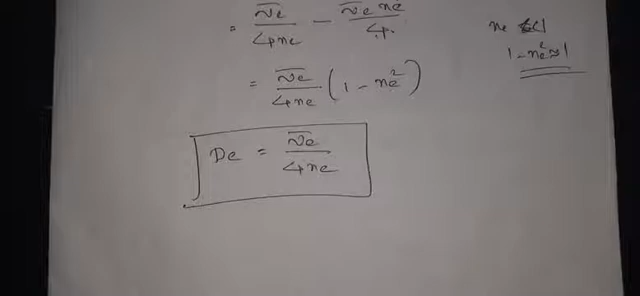 = v̄e/4ne - v̄e ne/4
ne <<1
1-ne²≈1
= v̄e/4ne (1 - ne²)
De = v̄e/4ne